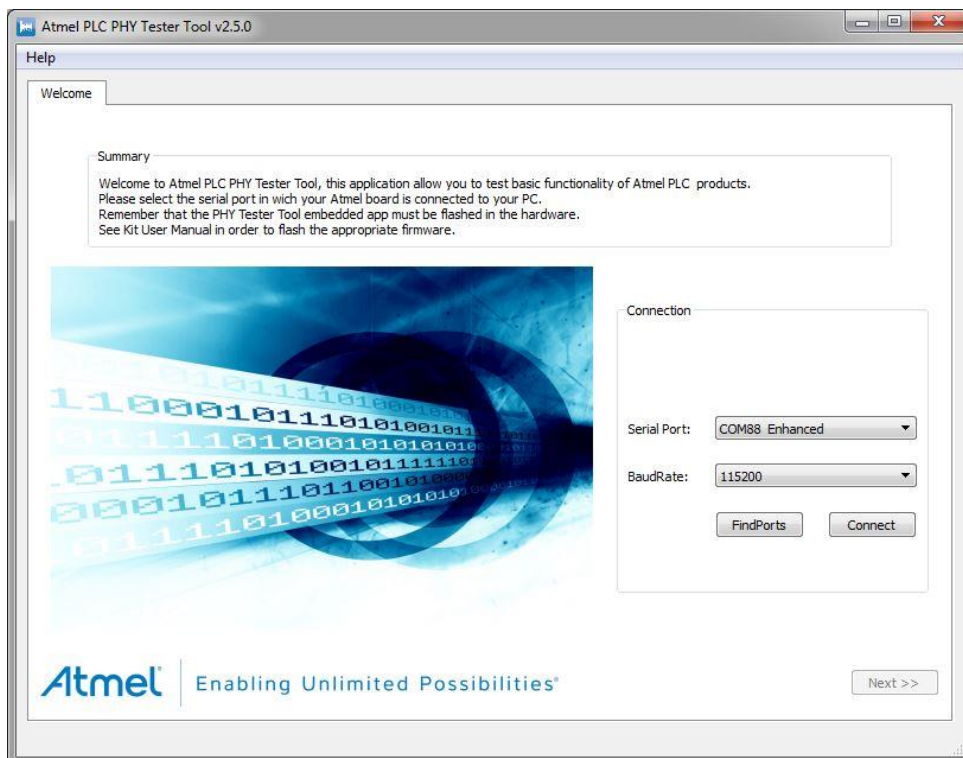 Atmel PLC PHY Tester Tool v2.5.0
Help
Welcome
Summary
Welcome to Atmel PLC PHY Tester Tool, this application allow you to test basic functionality of Atmel PLC products.
Please select the serial port in wich your Atmel board is connected to your PC.
Remember that the PHY Tester Tool embedded app must be flashed in the hardware.
See Kit User Manual in order to flash the appropriate firmware.
Connection
Serial Port: COM88 Enhanced
BaudRate: 115200
FindPorts Connect
Atmel® Enabling Unlimited Possibilities®
Next >>